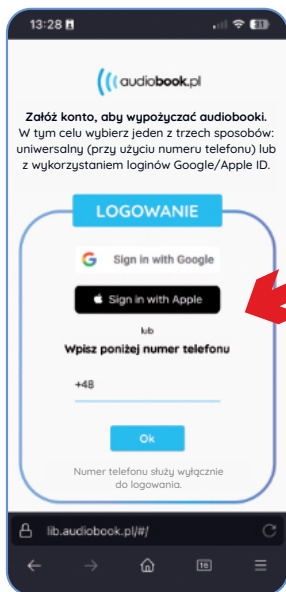 13:28
31
audiobook.pl
Załóż konto, aby wypożyczać audiobooki.
W tym celu wybierz jeden z trzech sposobów:
uniwersalny (przy użyciu numeru telefonu) lub
z wykorzystaniem loginów Google/Apple ID.
LOGOWANIE
G Sign in with Google
Sign in with Apple
lub
Wpisz poniżej numer telefonu
+48
Ok
Numer telefonu służy wyłącznie
do logowania.
lib.audiobook.pl/#/
16